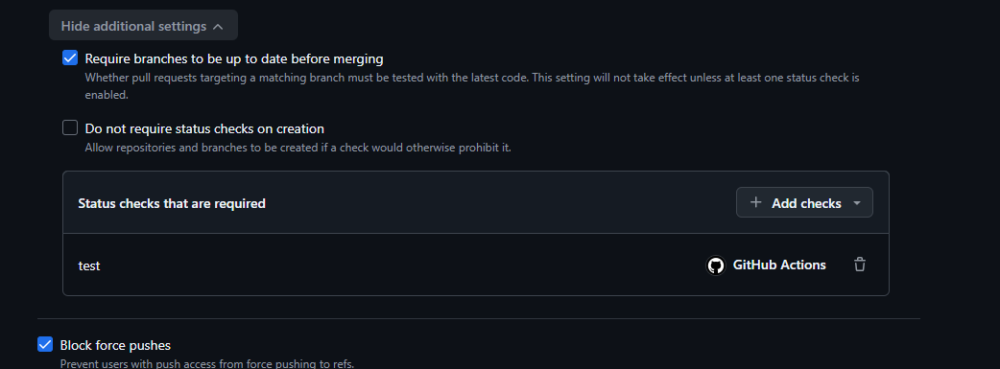 Hide additional settings
Require branches to be up to date before merging
Whether pull requests targeting a matching branch must be tested with the latest code. This setting will not take effect unless at least one status check is
enabled.
Do not require status checks on creation
Allow repositories and branches to be created if a check would otherwise prohibit it.
Status checks that are required
Add checks
test
GitHub Actions
Block force pushes
Prevent users with push access from force pushing to refs.